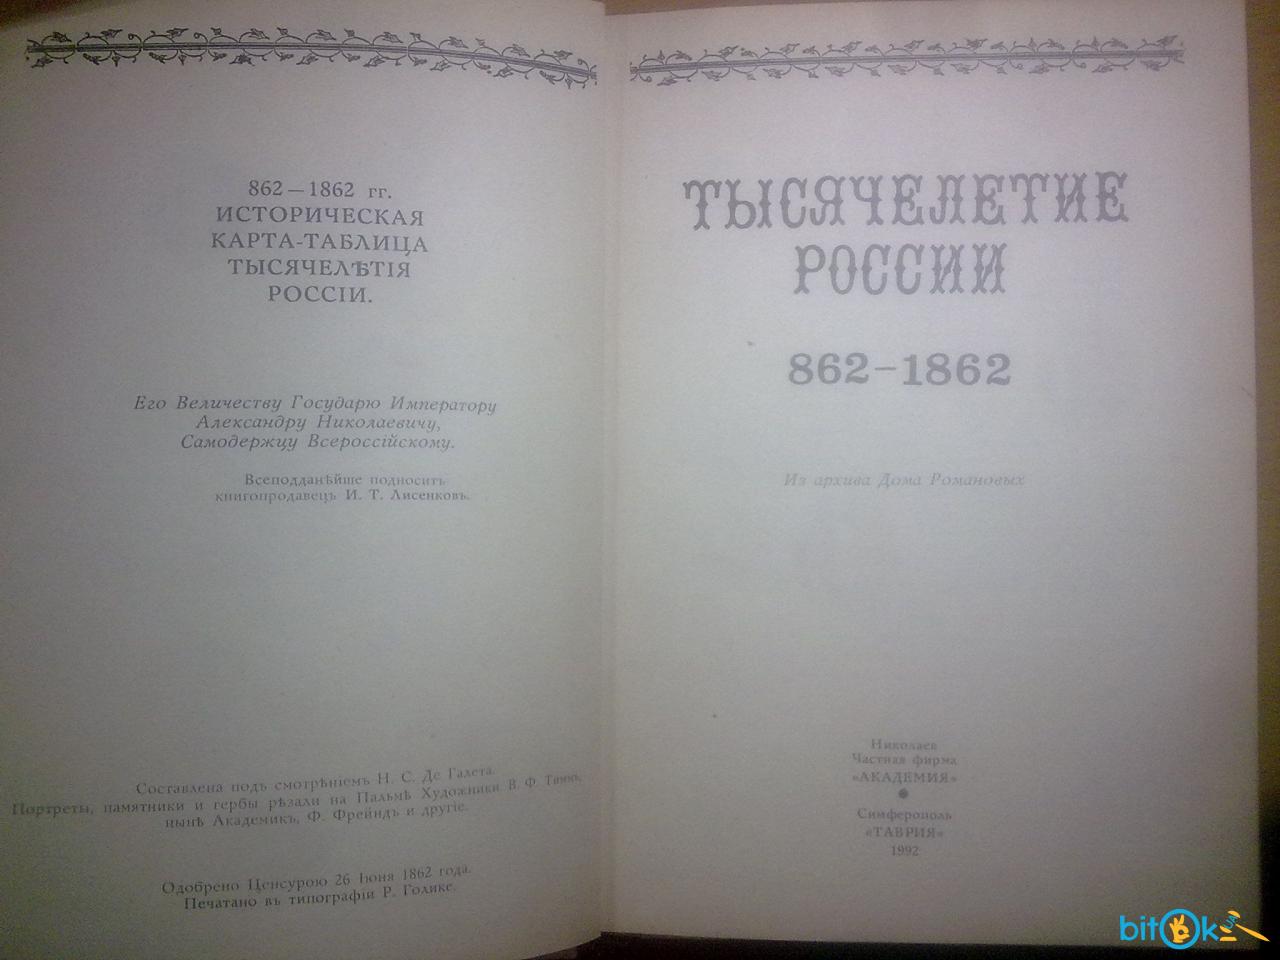 862 — 1862 гг.
ИСТОРИЧЕСКАЯ
КАРТА-ТАБЛИЦА
ТЫСЯЧЕЛѢТІЯ
РОССІИ.
Его Величеству Государю Императору
Александру Николаевичу,
Самодержцу Всероссійскому.
Всеподданѣйше подноситъ
книгопродавецъ И. Т. Лисенковъ.
Составлена подъ смотрѣніемъ Н. С. Де Галета.
Портреты, памятники и гербы рѣзали на Пальмѣ Художники В. Ф. Тимм,
нынѣ Академикъ, Ф. Фрейндъ и другіе.
Одобрено Ценсурою 26 Іюня 1862 года.
Печатано въ типографіи Р. Голике.
ТЫСЯЧЕЛЕТИЕ
РОССИИ
862–1862
Из архива Дома Романовых
Николаев
Частная фирма
«АКАДЕМИЯ»
Симферополь
«ТАВРИЯ»
1992
bitOk UA